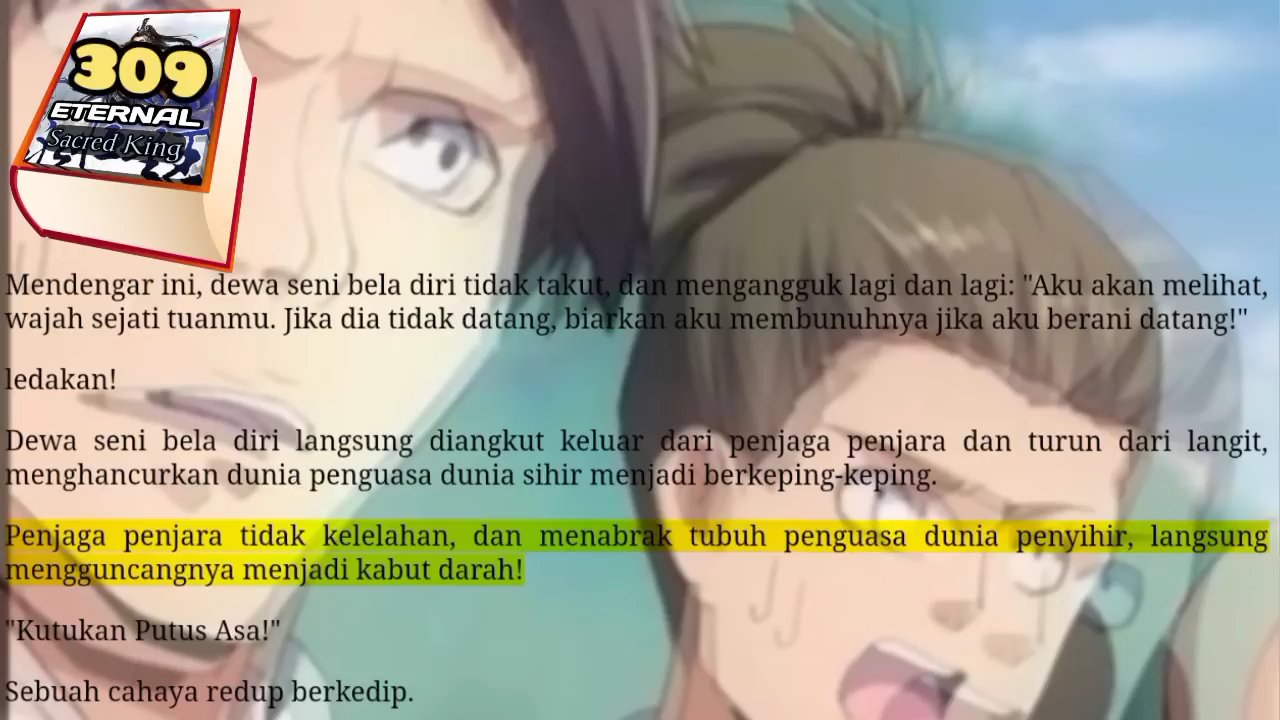 309
ETERNAL
Sacred King
Mendengar ini, dewa seni bela diri tidak takut, dan mengangguk lagi dan lagi: "Aku akan melihat,
wajah sejati tuanmu. Jika dia tidak datang, biarkan aku membunuhnya jika aku berani datang!"
ledakan!
Dewa seni bela diri langsung diangkut keluar dari penjaga penjara dan turun dari langit,
menghancurkan dunia penguasa dunia sihir menjadi berkeping-keping.
Penjaga penjara tidak kelelahan, dan menabrak tubuh penguasa dunia penyihir, langsung
mengguncangnya menjadi kabut darah!
"Kutukan Putus Asa!"
Sebuah cahaya redup berkedip.